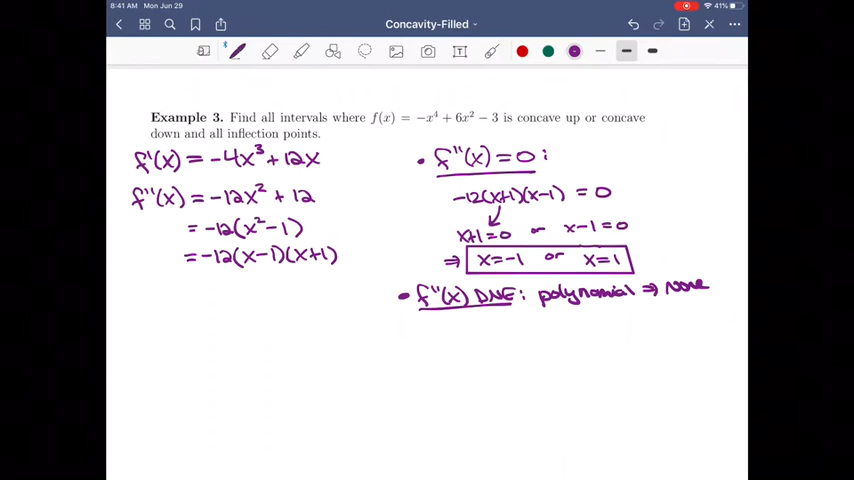 8:41 AM Mon Jun 29
41%
Concavity-Filled
Example 3. Find all intervals where f(x) = −x⁴ + 6x² − 3 is concave up or concave
down and all inflection points.
f'(x) = -4x³ + 12x
f''(x) = -12x² + 12
= -12(x² - 1)
= -12(x-1)(x+1)
• f''(x) = 0:
-12(x+1)(x-1) = 0
x+1=0 or x-1=0
⇒ x=-1 or x=1
• f''(x) DNE: polynomial ⇒ none